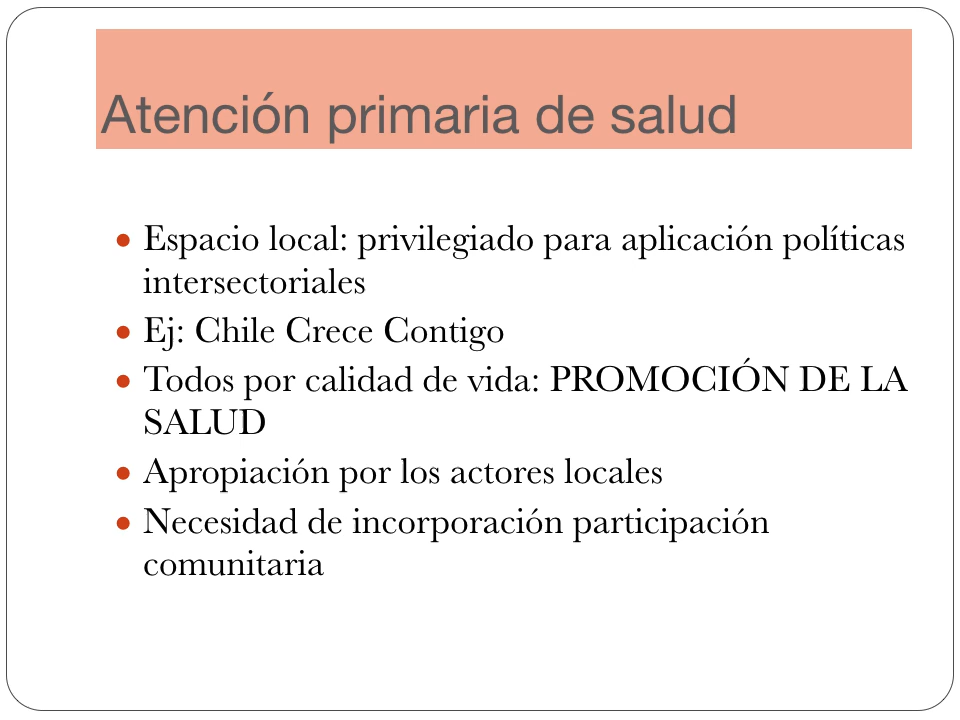 Atención primaria de salud
Espacio local: privilegiado para aplicación políticas
intersectoriales
Ej: Chile Crece Contigo
Todos por calidad de vida: PROMOCIÓN DE LA
SALUD
Apropiación por los actores locales
Necesidad de incorporación participación
comunitaria